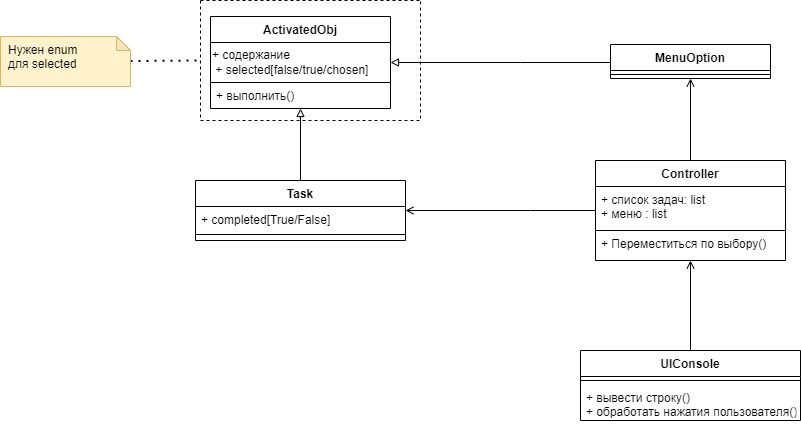 Нужен enum
для selected
ActivatedObj
+ содержание
+ selected[false/true/chosen]
+ выполнить()
MenuOption
Task
+ completed[True/False]
Controller
+ список задач: list
+ меню : list
+ Переместиться по выбору()
UIConsole
+ вывести строку()
+ обработать нажатия пользователя()